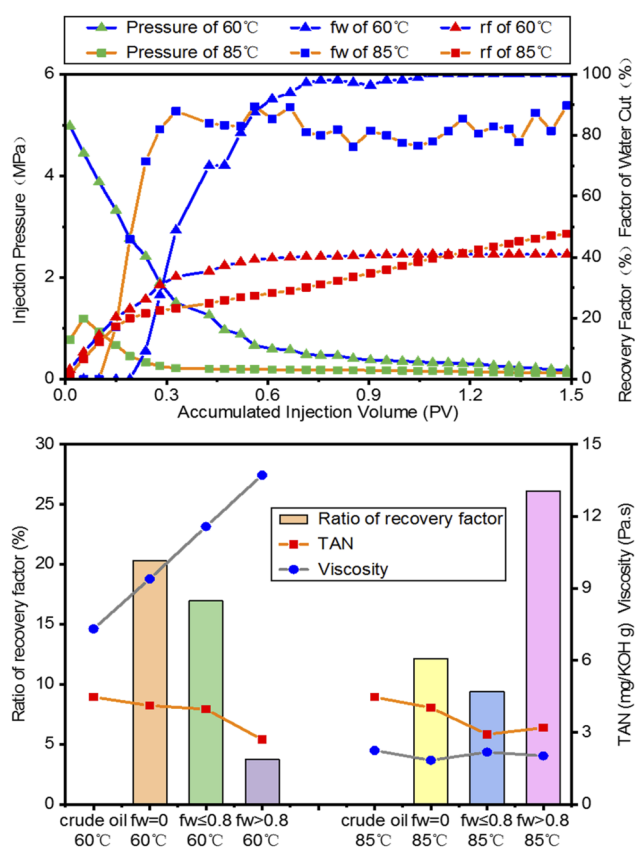 Pressure of 60℃ fw of 60℃ rf of 60℃
Pressure of 85℃ fw of 85℃ rf of 85℃
Injection Pressure（MPa）
6
4
2
0
Recovery Factor（%） Factor of Water Cut（%）
100
80
60
40
20
0
0.0 0.3 0.6 0.9 1.2 1.5
Accumulated Injection Volume (PV)
Ratio of recovery factor (%)
30
25
20
15
10
5
0
Ratio of recovery factor
TAN
Viscosity
TAN (mg/KOH g) Viscosity (Pa.s)
15
12
9
6
3
0
crude oil fw=0 fw≤0.8 fw>0.8 crude oil fw=0 fw≤0.8 fw>0.8
60℃ 60℃ 60℃ 60℃ 85℃ 85℃ 85℃ 85℃